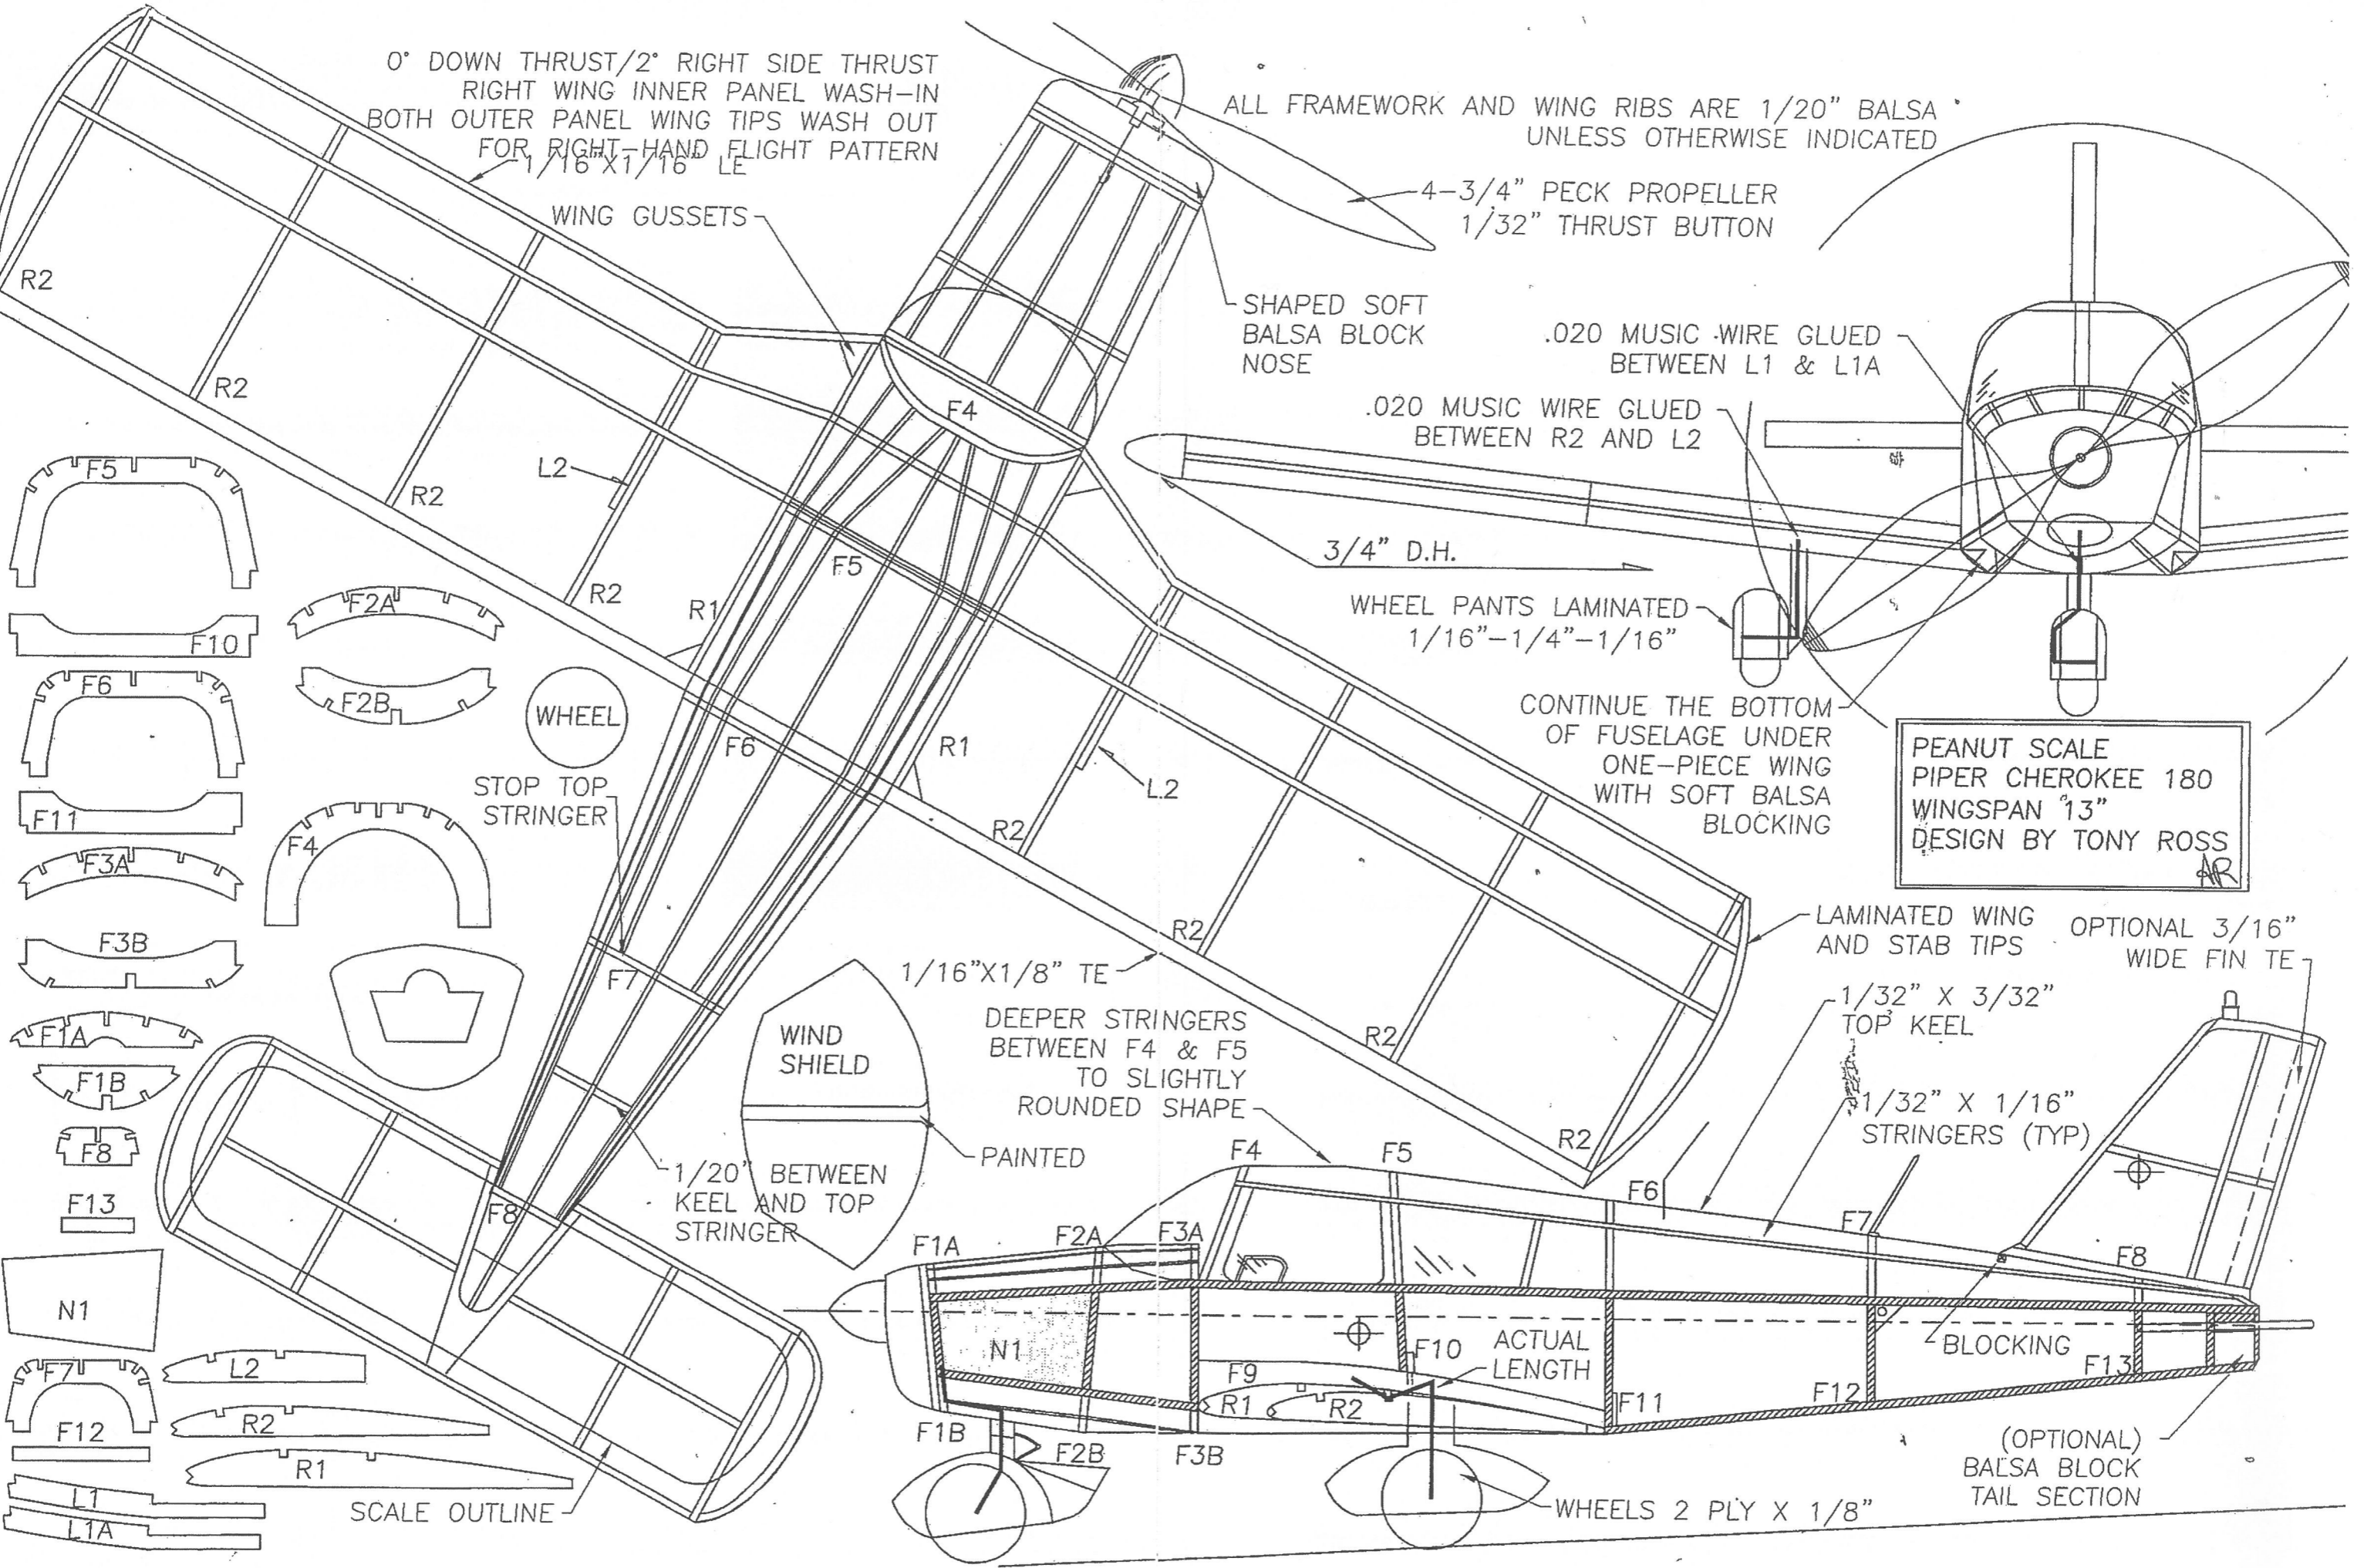 0° DOWN THRUST/2° RIGHT SIDE THRUST
RIGHT WING INNER PANEL WASH-IN
BOTH OUTER PANEL WING TIPS WASH OUT
FOR RIGHT-HAND FLIGHT PATTERN
1/16"X1/16" LE
WING GUSSETS
ALL FRAMEWORK AND WING RIBS ARE 1/20" BALSA
UNLESS OTHERWISE INDICATED
4-3/4" PECK PROPELLER
1/32" THRUST BUTTON
SHAPED SOFT
BALSA BLOCK
NOSE
.020 MUSIC WIRE GLUED
BETWEEN L1 & L1A
.020 MUSIC WIRE GLUED
BETWEEN R2 AND L2
3/4" D.H.
WHEEL PANTS LAMINATED
1/16"-1/4"-1/16"
CONTINUE THE BOTTOM
OF FUSELAGE UNDER
ONE-PIECE WING
WITH SOFT BALSA
BLOCKING
PEANUT SCALE
PIPER CHEROKEE 180
WINGSPAN 13"
DESIGN BY TONY ROSS
AR
R2
R2
R2
R2
L2
R1
F4
F5
F6
R1
L2
R2
R2
R2
R2
F7
F8
F5
F10
F6
F11
F3A
F3B
F1A
F1B
F8
F13
N1
F7
F12
L1
L1A
F2A
F2B
WHEEL
F4
STOP TOP
STRINGER
L2
R2
R1
SCALE OUTLINE
WIND
SHIELD
PAINTED
1/20" BETWEEN
KEEL AND TOP
STRINGER
1/16"X1/8" TE
DEEPER STRINGERS
BETWEEN F4 & F5
TO SLIGHTLY
ROUNDED SHAPE
LAMINATED WING
AND STAB TIPS
OPTIONAL 3/16"
WIDE FIN TE
1/32" X 3/32"
TOP KEEL
1/32" X 1/16"
STRINGERS (TYP)
F1A
F2A
F3A
F4
F5
F6
F7
F8
N1
F9
F10
ACTUAL
LENGTH
R1
R2
F11
F12
F13
BLOCKING
F1B
F2B
F3B
WHEELS 2 PLY X 1/8"
(OPTIONAL)
BALSA BLOCK
TAIL SECTION